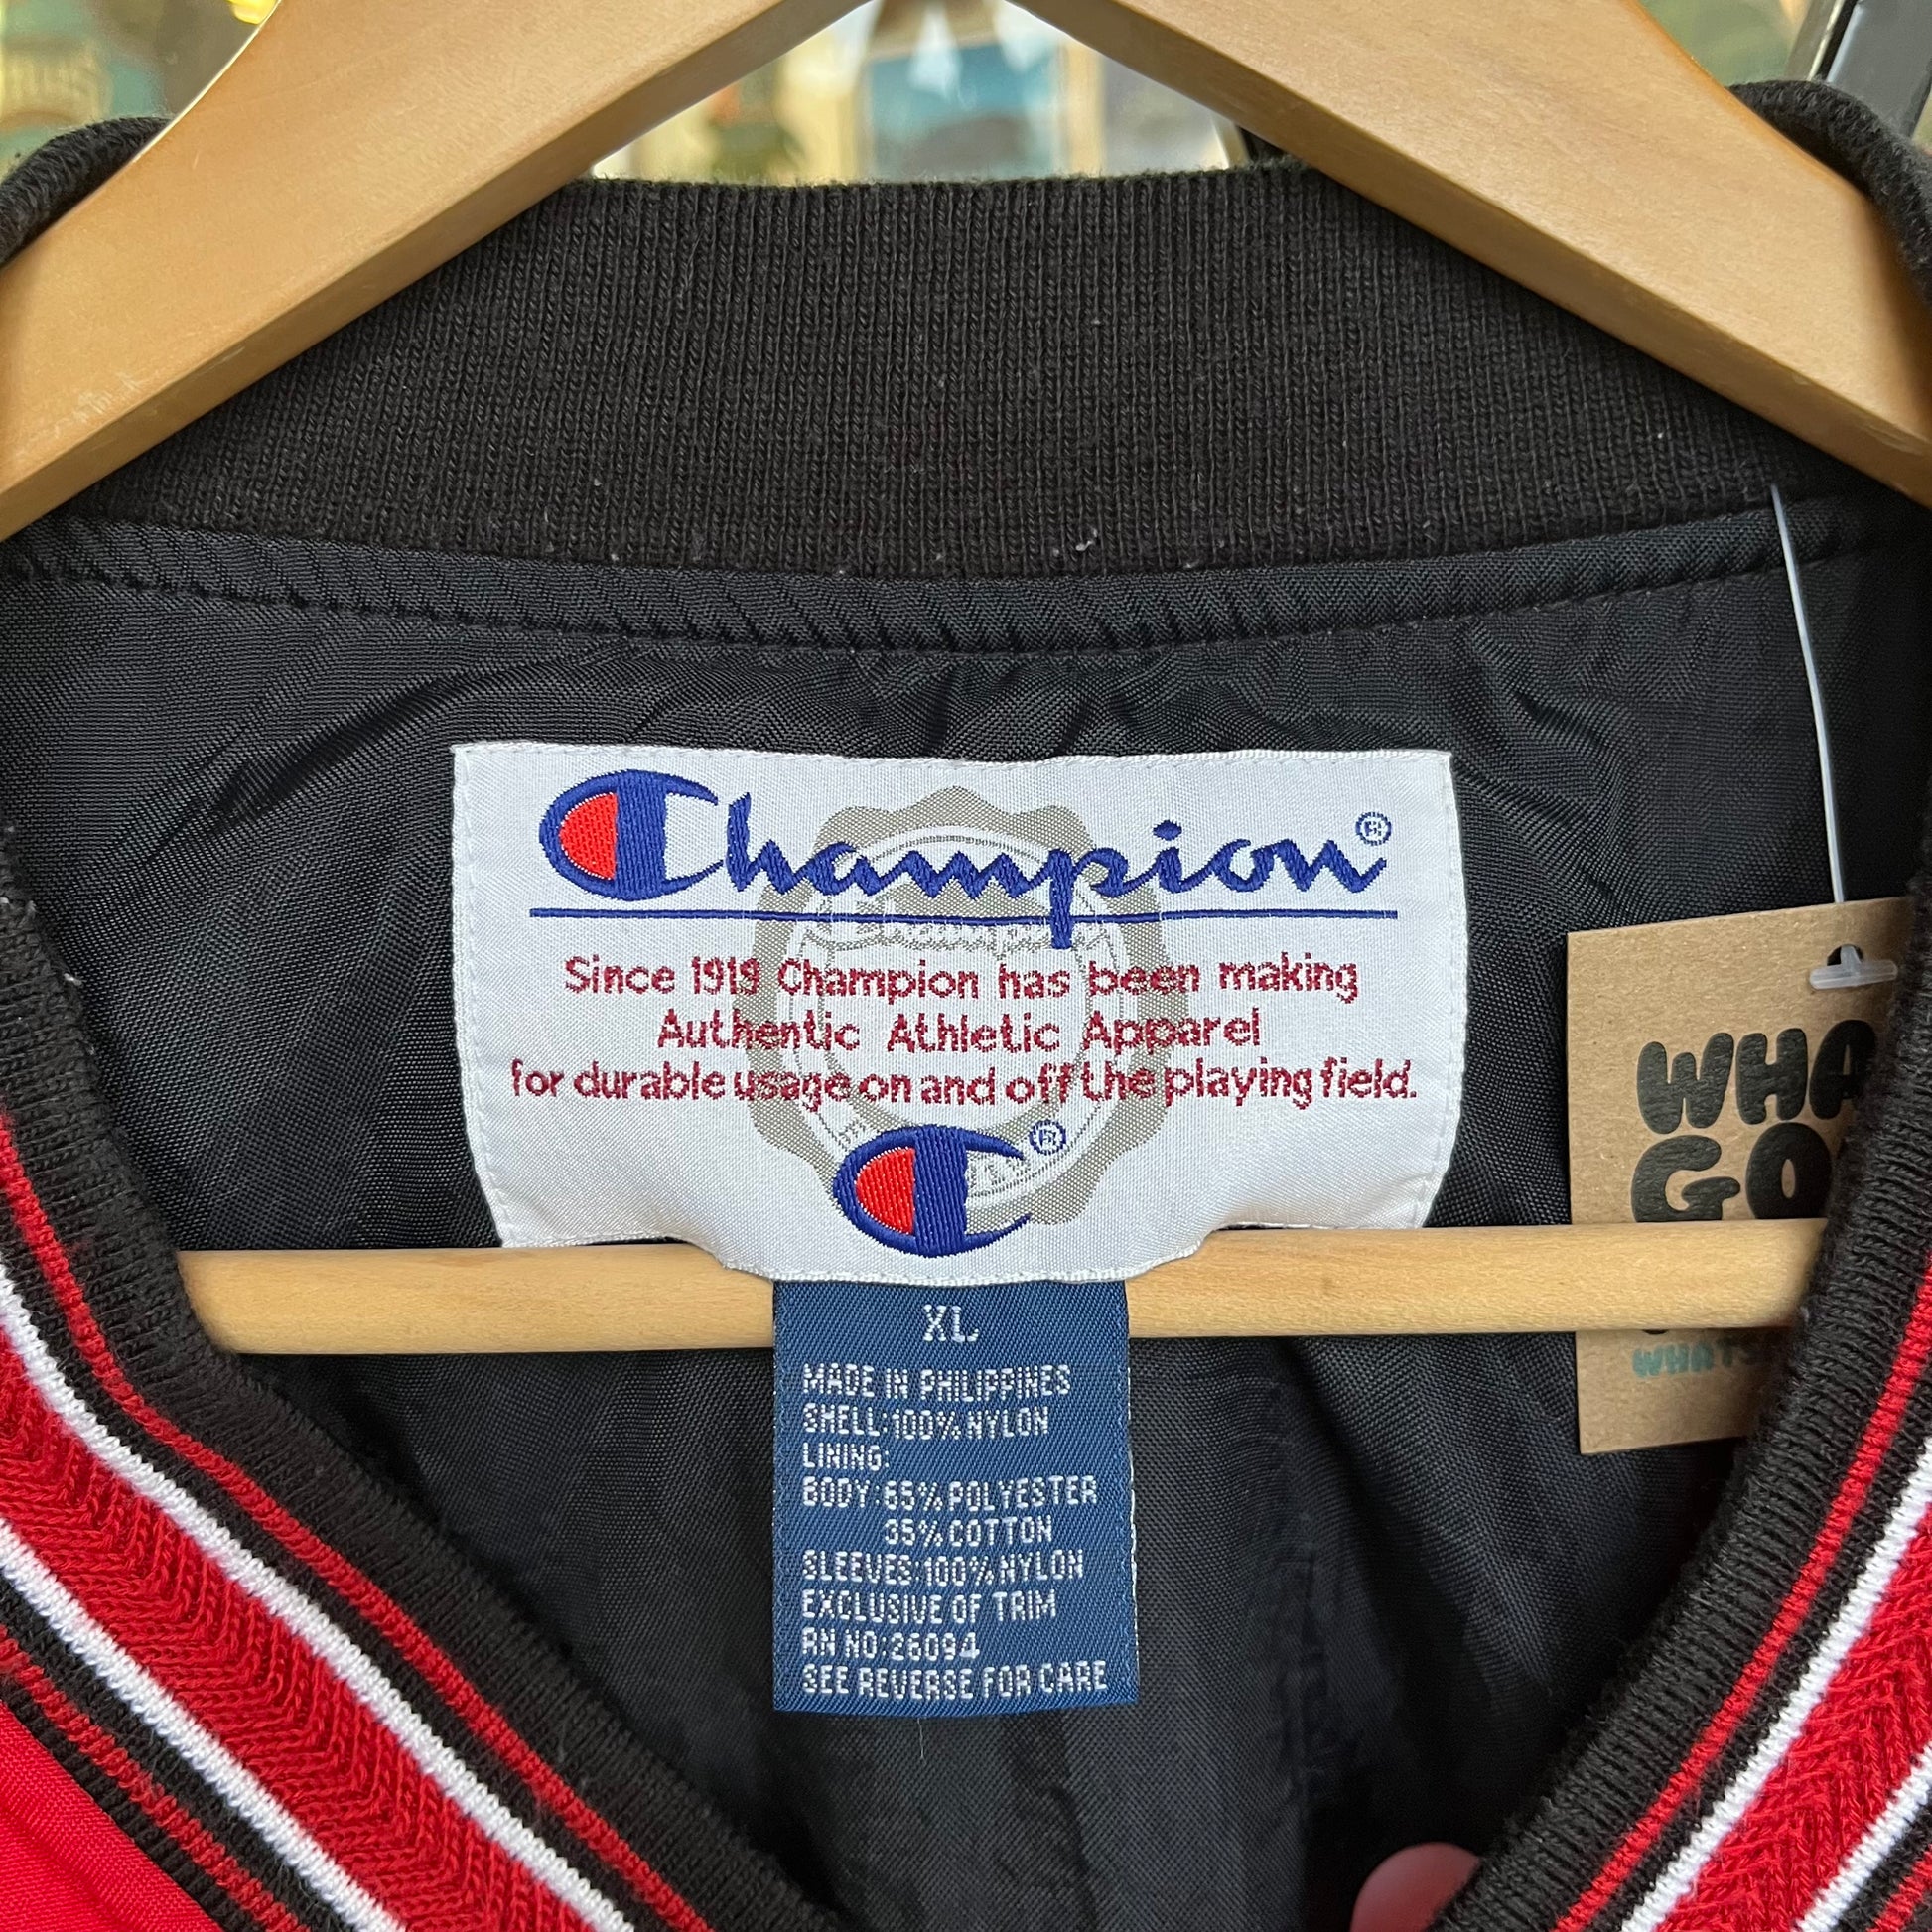 Champion®
Since 1919 Champion has been making
Authentic Athletic Apparel
for durable usage on and off the playing field.
®
XL
MADE IN PHILIPPINES
SHELL:100%NYLON
LINING:
BODY:65%POLYESTER
35%COTTON
SLEEVES:100%NYLON
EXCLUSIVE OF TRIM
RN NO:26094
SEE REVERSE FOR CARE